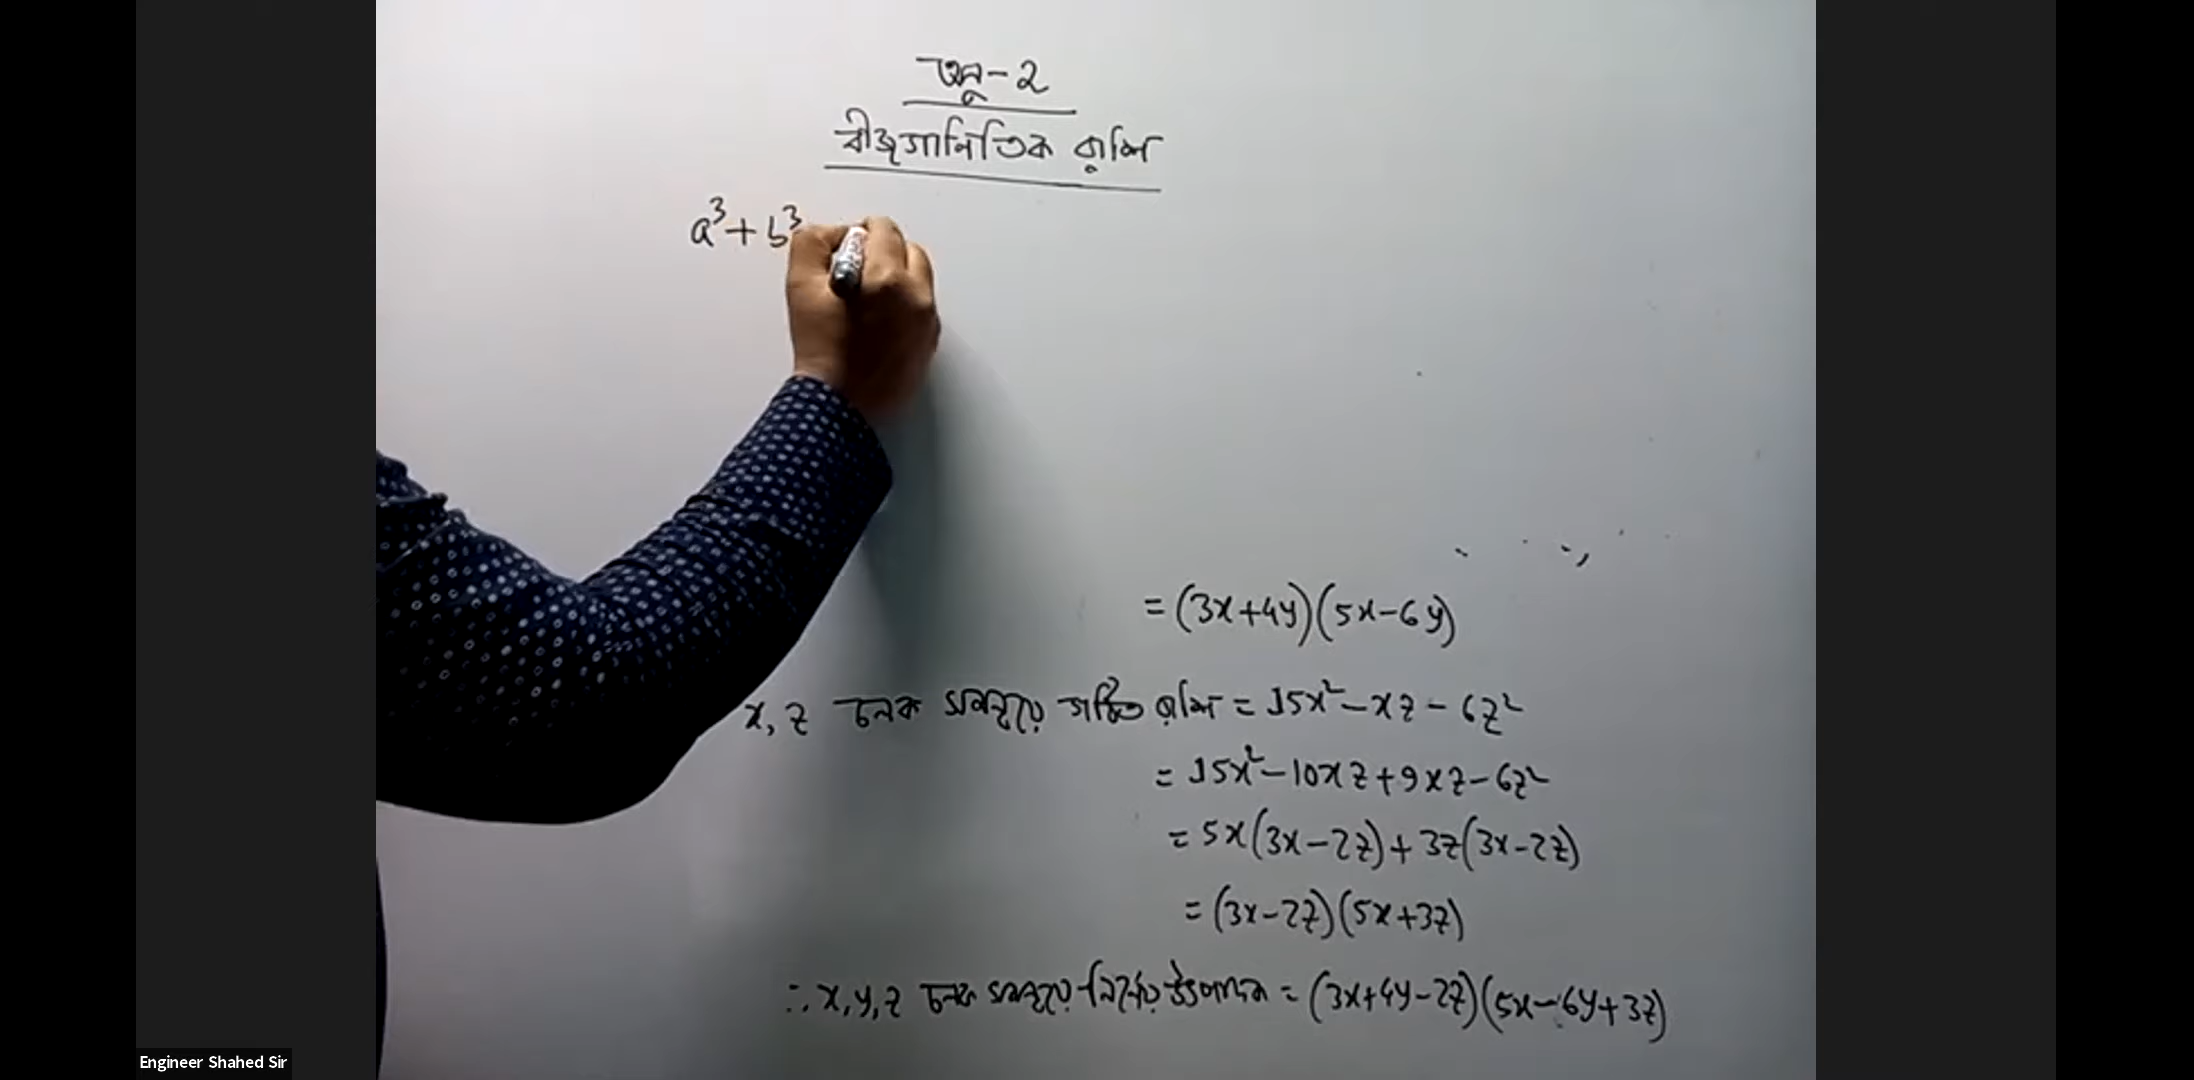 অনু-2
বীজগানিতিক রাশি
a³+b³
=(3x+4y)(5x-6y)
x, z চলক সমন্বয়ে গঠিত রাশি = 15x²-xz-6z²
= 15x²-10xz+9xz-6z²
= 5x(3x-2z)+3z(3x-2z)
= (3x-2z)(5x+3z)
∴ x,y,z চলক সমন্বয়ে নির্ণেয় উৎপাদক = (3x+4y-2z)(5x-6y+3z)
Engineer Shahed Sir